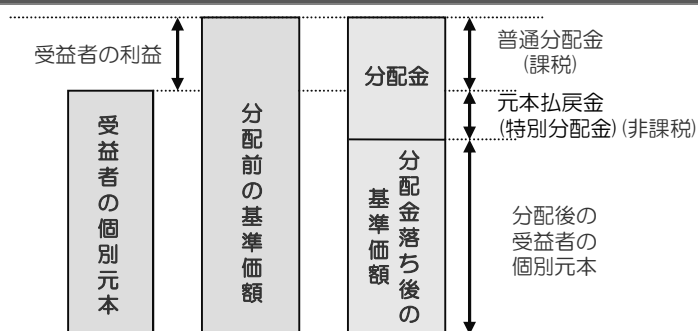 受益者の利益
受益者の個別元本
分配前の基準価額
分配金
分配金落ち後の
基準価額
普通分配金
(課税)
元本払戻金
(特別分配金)(非課税)
分配後の
受益者の
個別元本